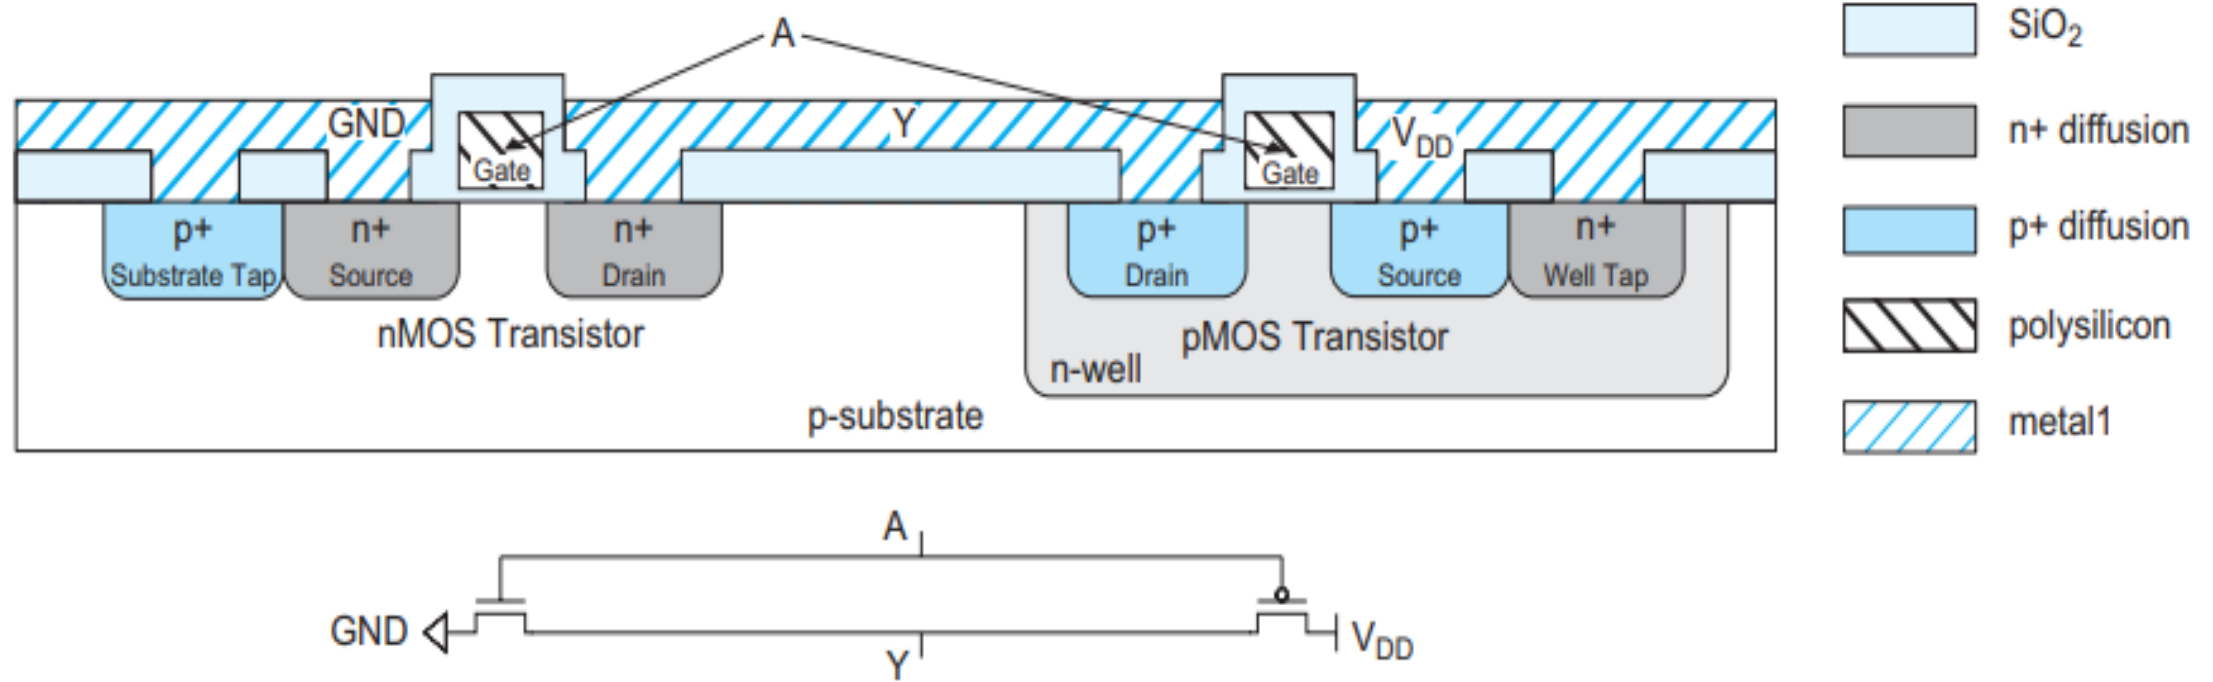 A
SiO2
GND
Y
VDD
n+ diffusion
Gate
Gate
p+
n+
n+
p+
p+
n+
p+ diffusion
Substrate Tap
Source
Drain
Drain
Source
Well Tap
nMOS Transistor
pMOS Transistor
polysilicon
n-well
p-substrate
metal1
A
GND
Y
VDD